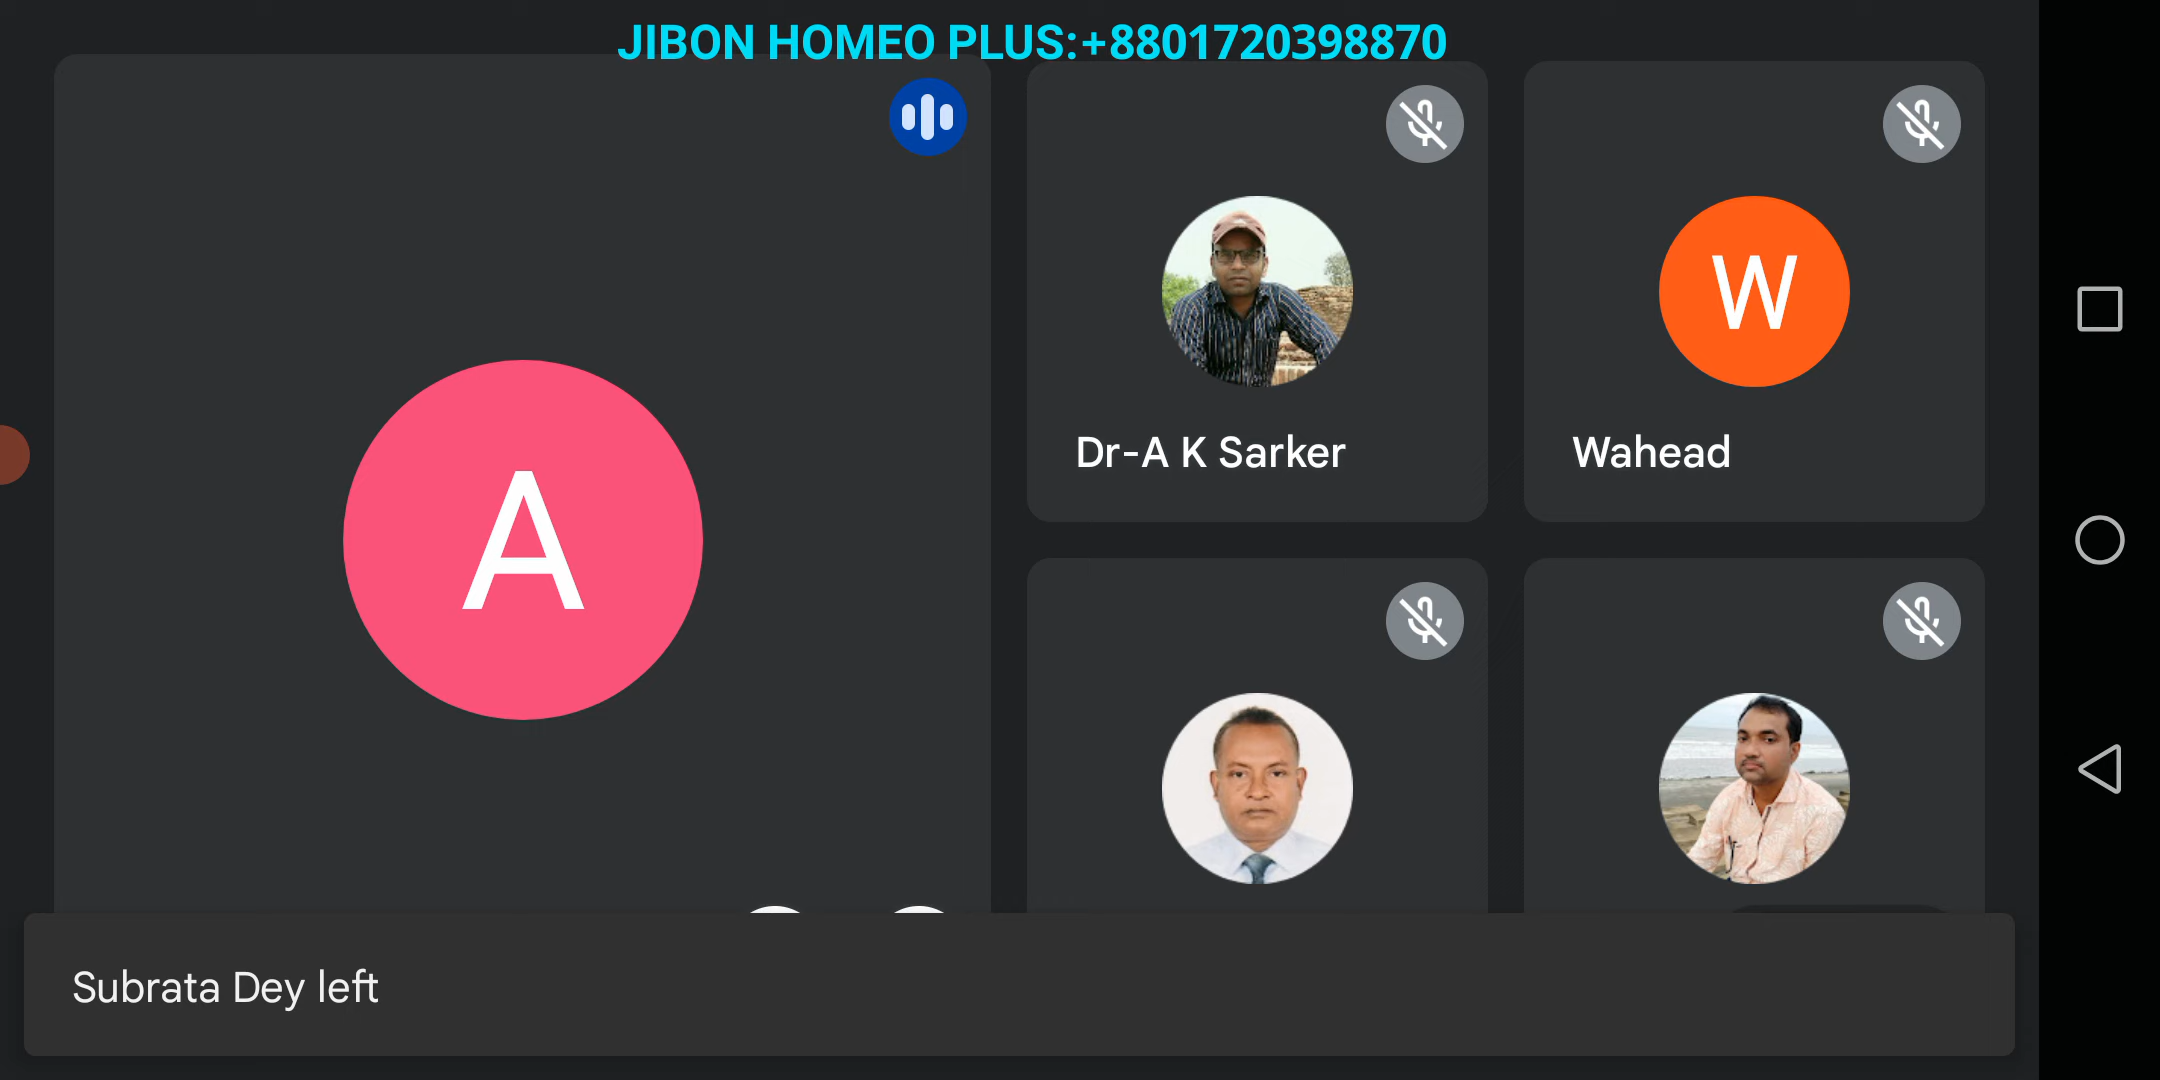 JIBON HOMEO PLUS:+8801720398870
A
W
Dr-A K Sarker
Wahead
Subrata Dey left